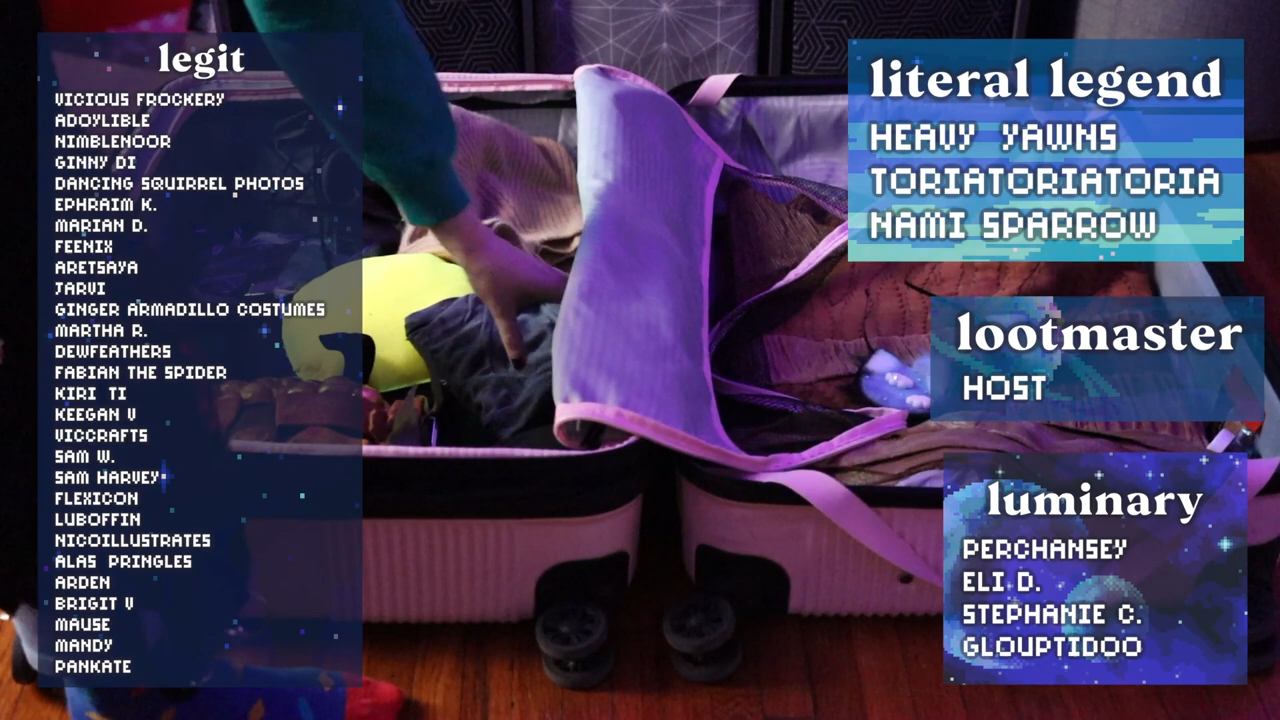 legit
VICIOUS FROCKERY
ADOYLIBLE
NIMBLENOOR
GINNY DI
DANCING SQUIRREL PHOTOS
EPHRAIM K.
MARIAN D.
FEENIX
ARETSAYA
JARVI
GINGER ARMADILLO COSTUMES
MARTHA R.
DEWFEATHERS
FABIAN THE SPIDER
KIRI TI
KEEGAN V
VICCRAFTS
SAM W.
SAM HARVEY
FLEXICON
LUBOFFIN
NICOILLUSTRATES
ALAS PRINGLES
ARDEN
BRIGIT V
MAUSE
MANDY
PANKATE
literal legend
HEAVY YAWNS
TORIATORIATORIA
NAMI SPARROW
lootmaster
HOST
luminary
PERCHANSEY
ELI D.
STEPHANIE C.
GLOUPTIDOO